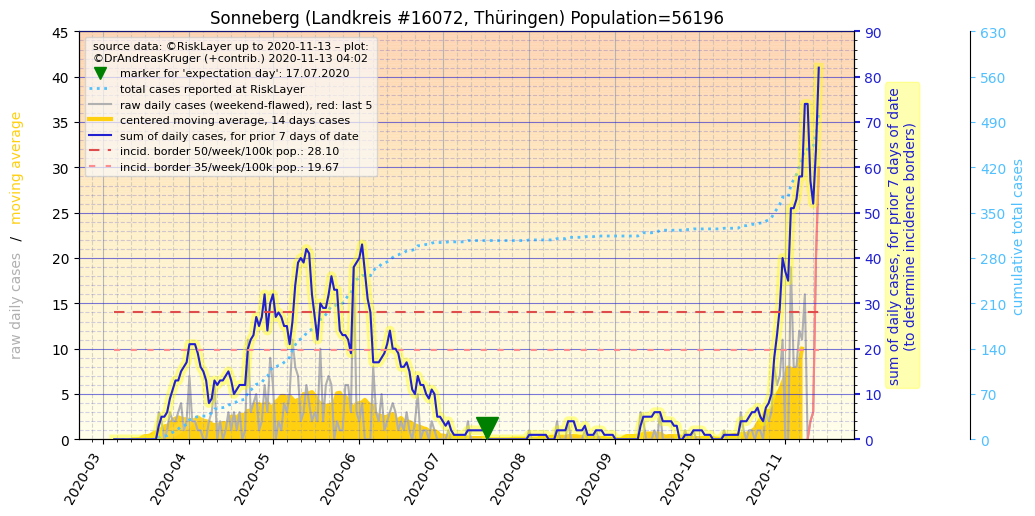 Sonneberg (Landkreis #16072, Thüringen) Population=56196
source data: ©RiskLayer up to 2020-11-13 – plot:
©DrAndreasKruger (+contrib.) 2020-11-13 04:02
marker for 'expectation day': 17.07.2020
total cases reported at RiskLayer
raw daily cases (weekend-flawed), red: last 5
centered moving average, 14 days cases
sum of daily cases, for prior 7 days of date
incid. border 50/week/100k pop.: 28.10
incid. border 35/week/100k pop.: 19.67
raw daily cases / moving average
45
40
35
30
25
20
15
10
5
0
2020-03
2020-04
2020-05
2020-06
2020-07
2020-08
2020-09
2020-10
2020-11
90
80
70
60
50
40
30
20
10
0
sum of daily cases, for prior 7 days of date
(to determine incidence borders)
630
560
490
420
350
280
210
140
70
0
cumulative total cases